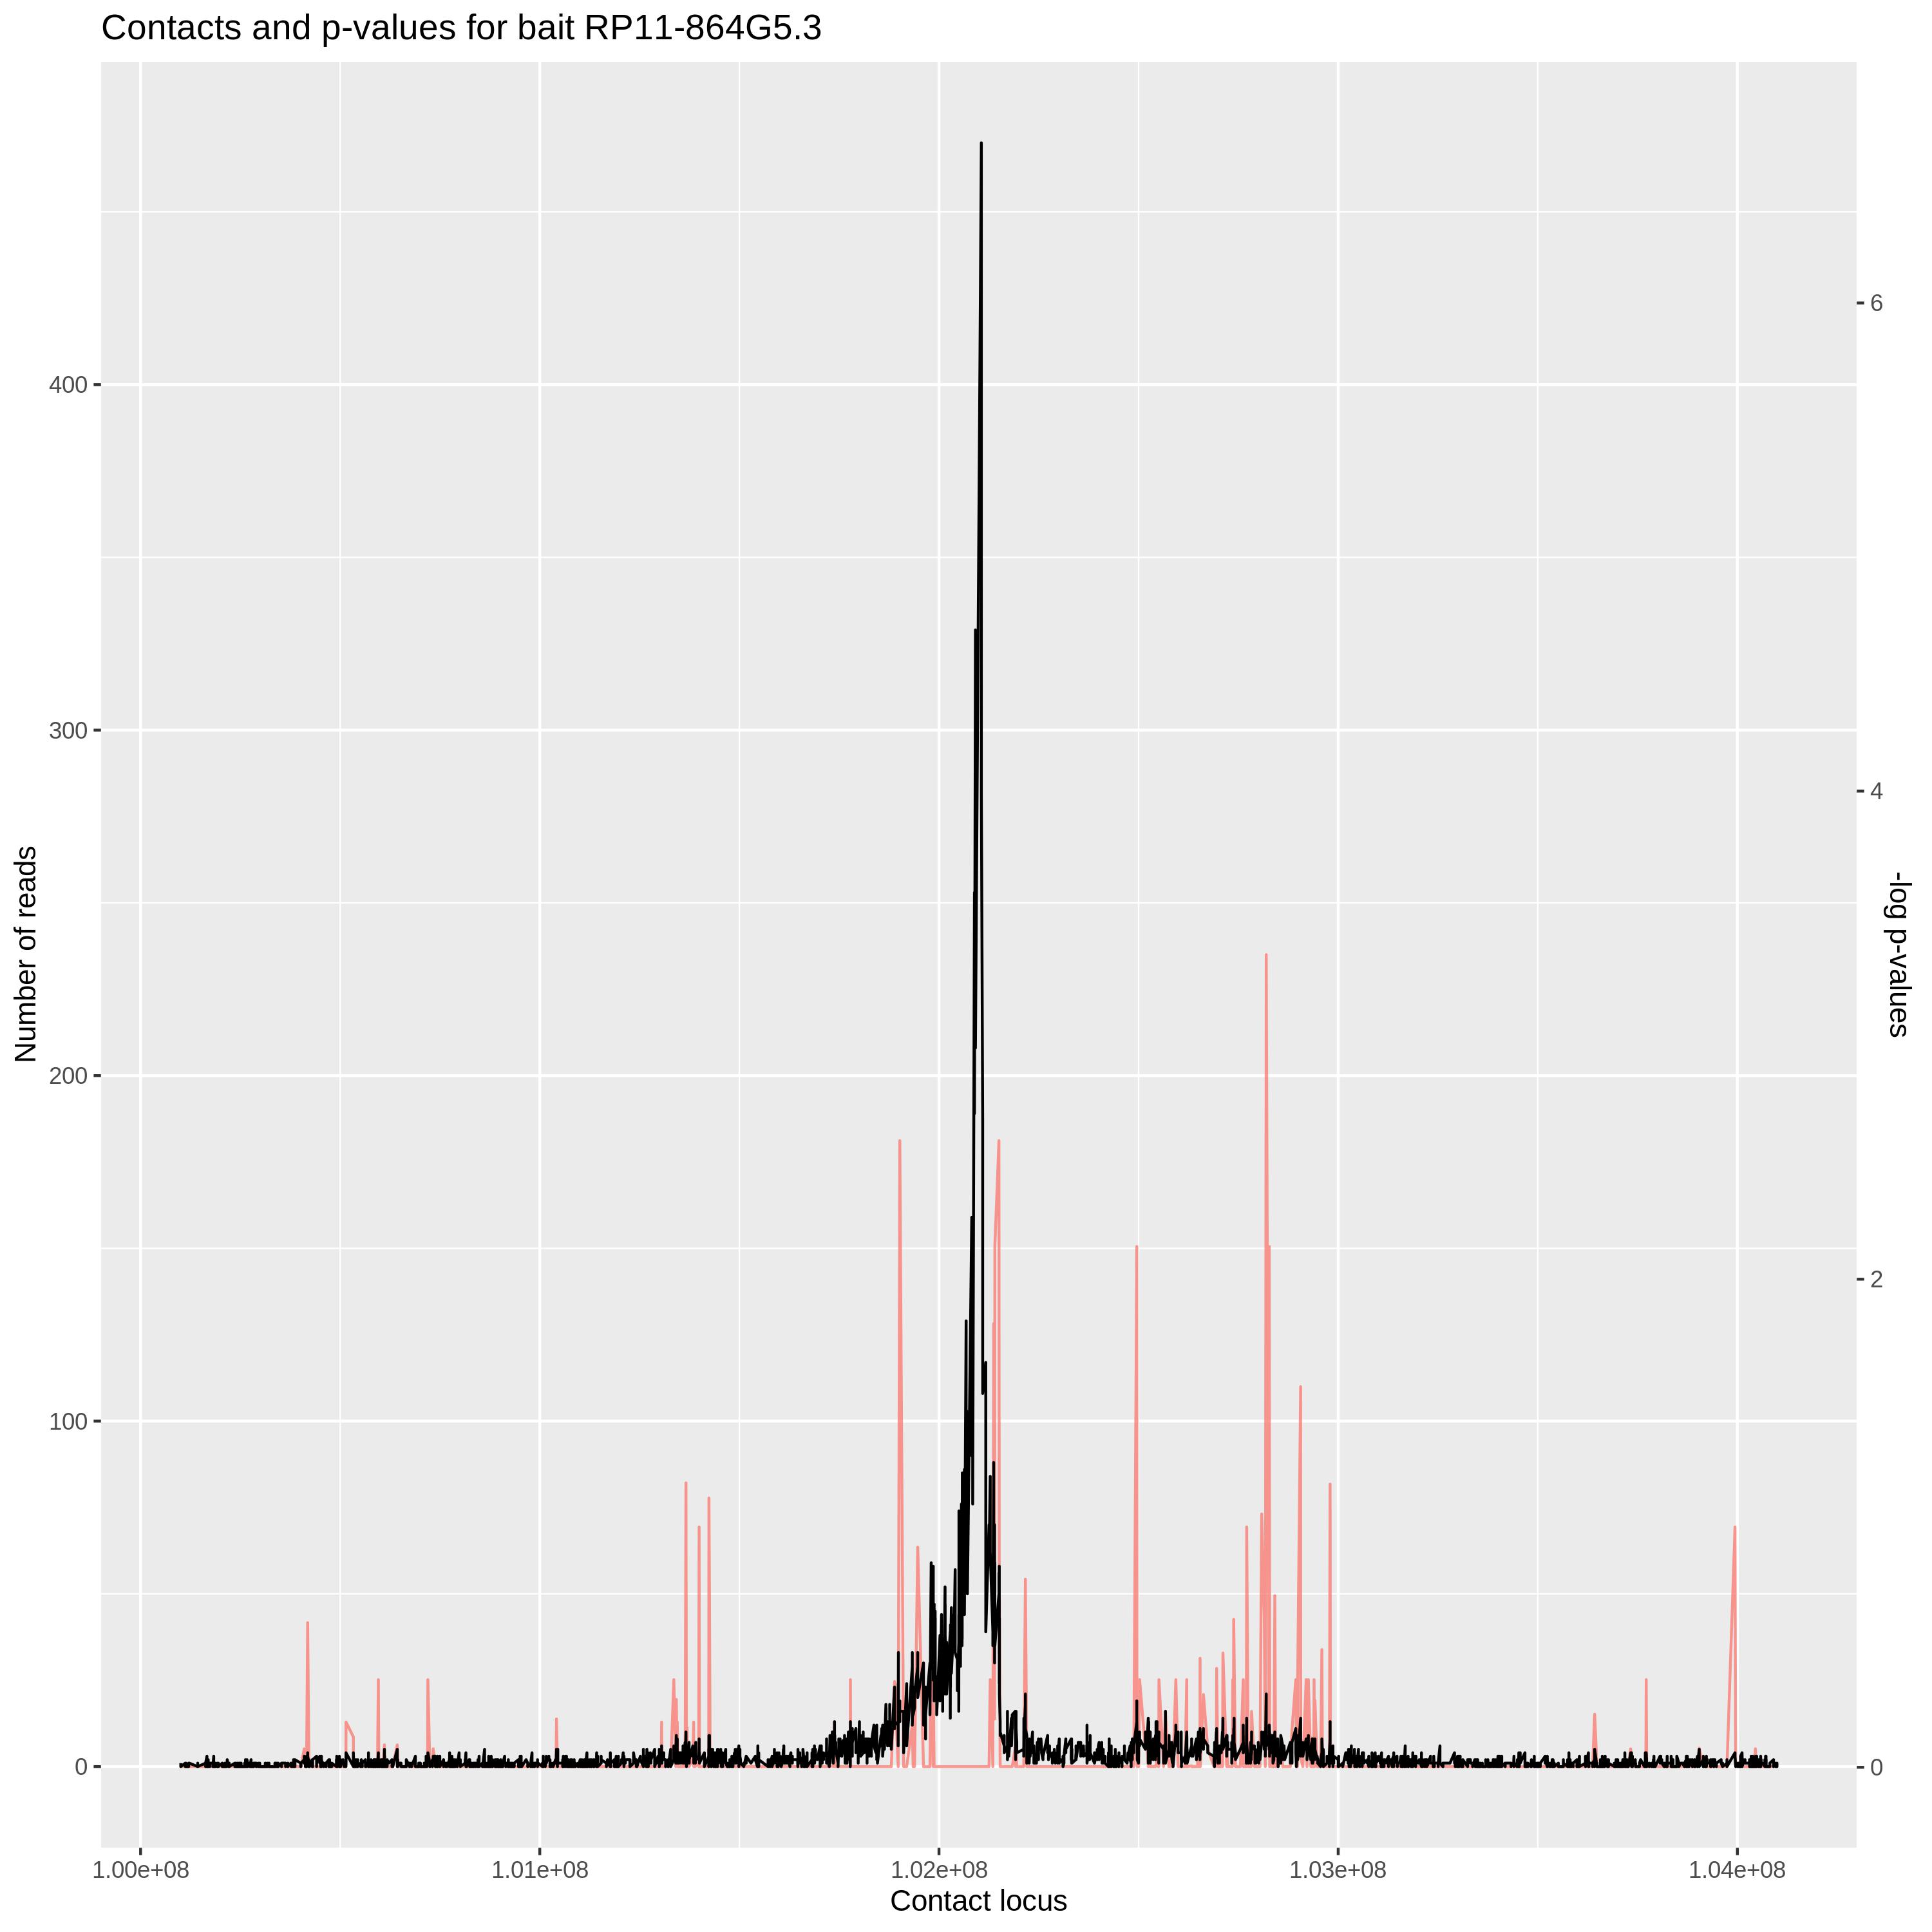 Contacts and p-values for bait RP11-864G5.3
400
300
200
100
0
Number of reads
6
4
2
0
-log p-values
1.00e+08 1.01e+08 1.02e+08 1.03e+08 1.04e+08
Contact locus